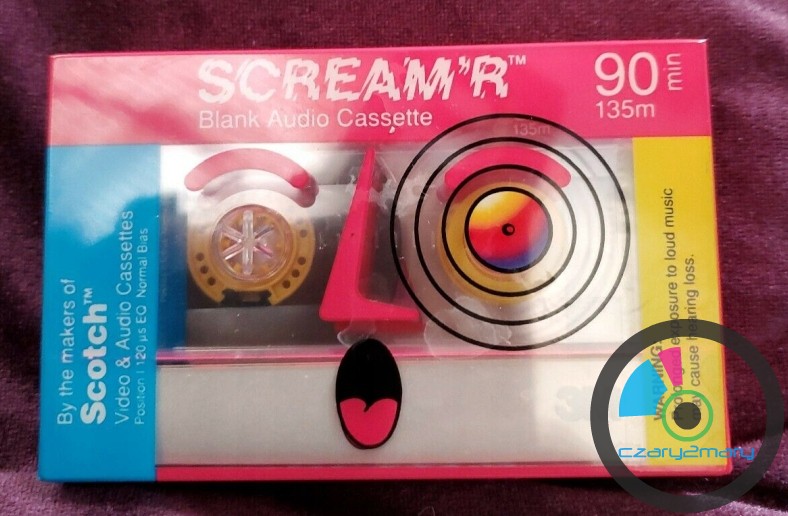 SCREAM'R™
Blank Audio Cassette
90 min
135m
135m
By the makers of
Scotch™
Video & Audio Cassettes
Position I 120 µs EQ Normal Bias
WARNING:
exposure to loud music
cause hearing loss.
czary2mary